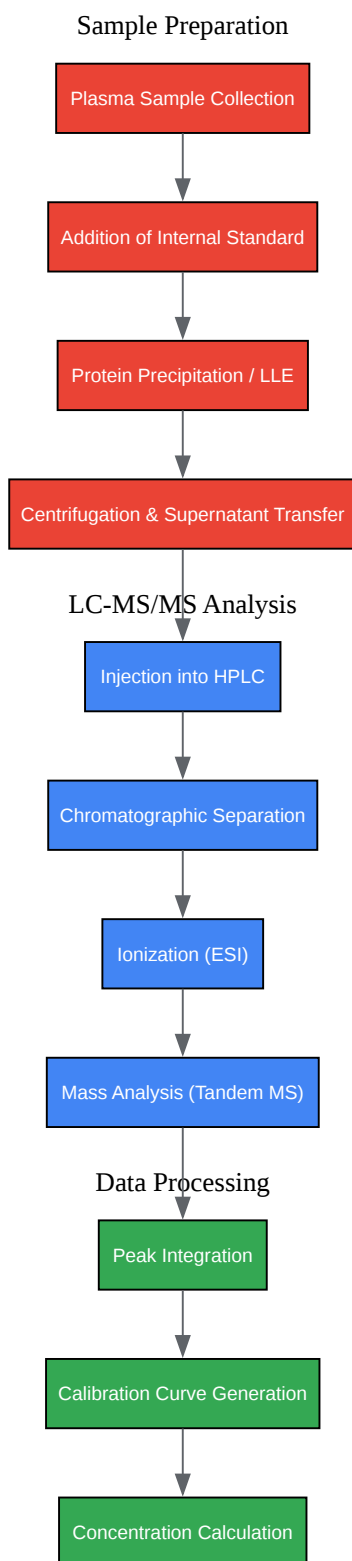 Sample Preparation
Plasma Sample Collection
Addition of Internal Standard
Protein Precipitation / LLE
Centrifugation & Supernatant Transfer
LC-MS/MS Analysis
Injection into HPLC
Chromatographic Separation
Ionization (ESI)
Mass Analysis (Tandem MS)
Data Processing
Peak Integration
Calibration Curve Generation
Concentration Calculation